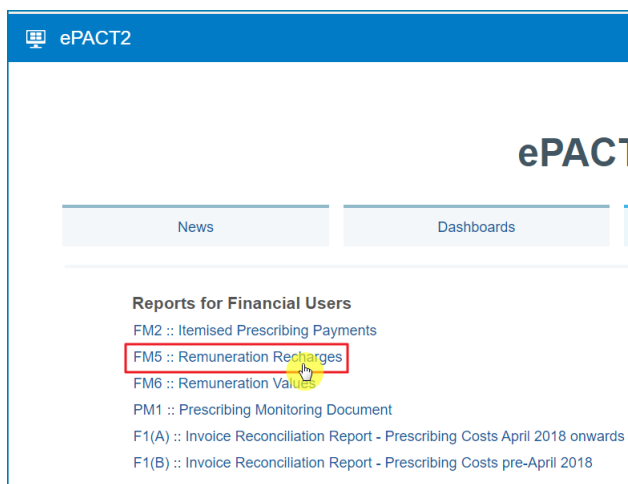 ePACT2
ePACT
News
Dashboards
Reports for Financial Users
FM2 :: Itemised Prescribing Payments
FM5 :: Remuneration Recharges
FM6 :: Remuneration Values
PM1 :: Prescribing Monitoring Document
F1(A) :: Invoice Reconciliation Report - Prescribing Costs April 2018 onwards
F1(B) :: Invoice Reconciliation Report - Prescribing Costs pre-April 2018